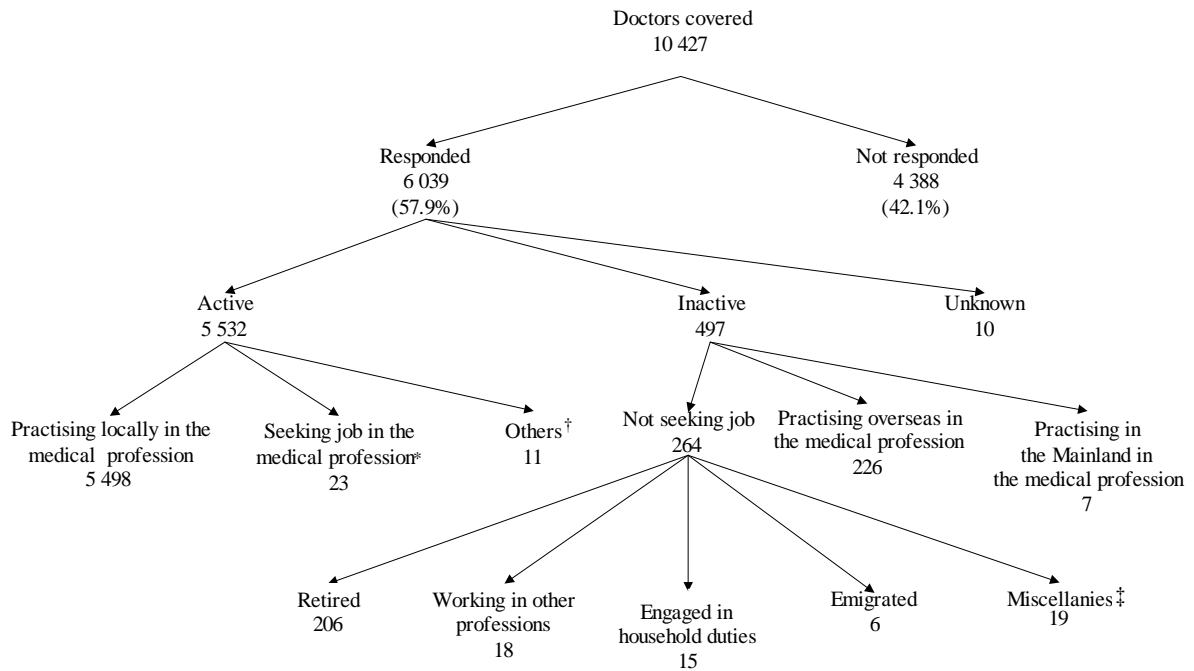 Doctors covered
10 427
Responded
6 039
(57.9%)
Not responded
4 388
(42.1%)
Active
5 532
Inactive
497
Unknown
10
Practising locally in the
medical profession
5 498
Seeking job in the
medical profession*
23
Others†
11
Not seeking job
264
Practising overseas in
the medical profession
226
Practising in
the Mainland in
the medical profession
7
Retired
206
Working in other
professions
18
Engaged in
household duties
15
Emigrated
6
Miscellanies‡
19